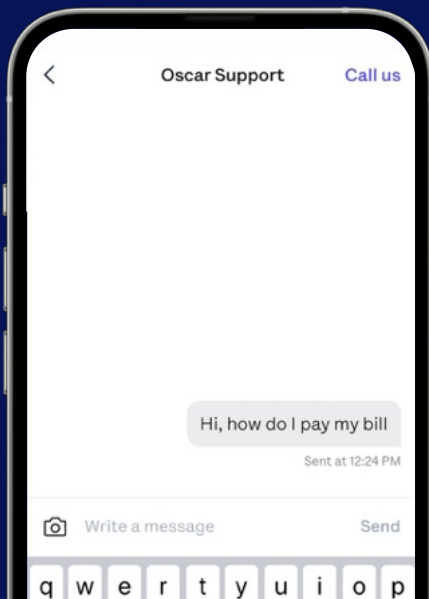 Oscar Support
Call us
Hi, how do I pay my bill
Sent at 12:24 PM
Write a message
Send
q w e r t y u i o p